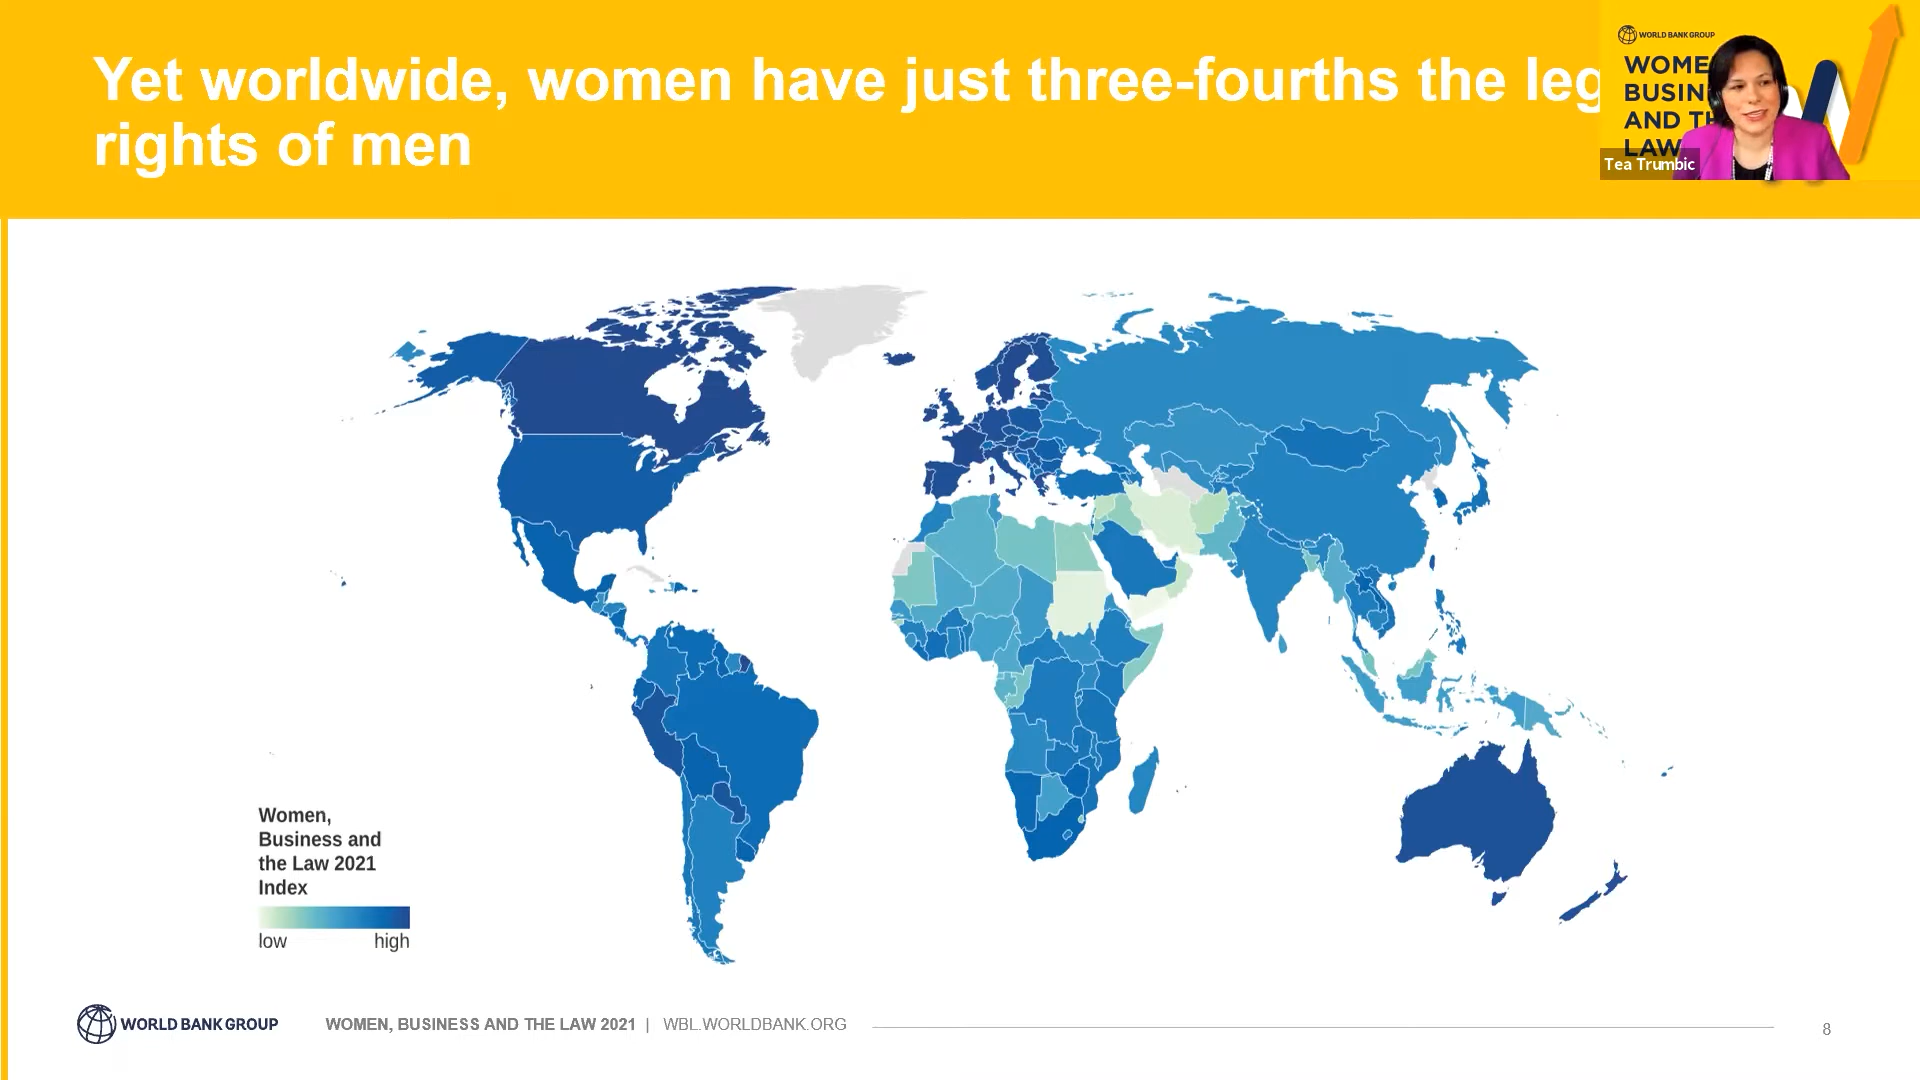 Yet worldwide, women have just three-fourths the leg
rights of men
WORLD BANK GROUP
WOME
BUSIN
AND TH
LAW
Tea Trumbic
Women,
Business and
the Law 2021
Index
low high
WORLD BANK GROUP WOMEN, BUSINESS AND THE LAW 2021 | WBL.WORLDBANK.ORG 8